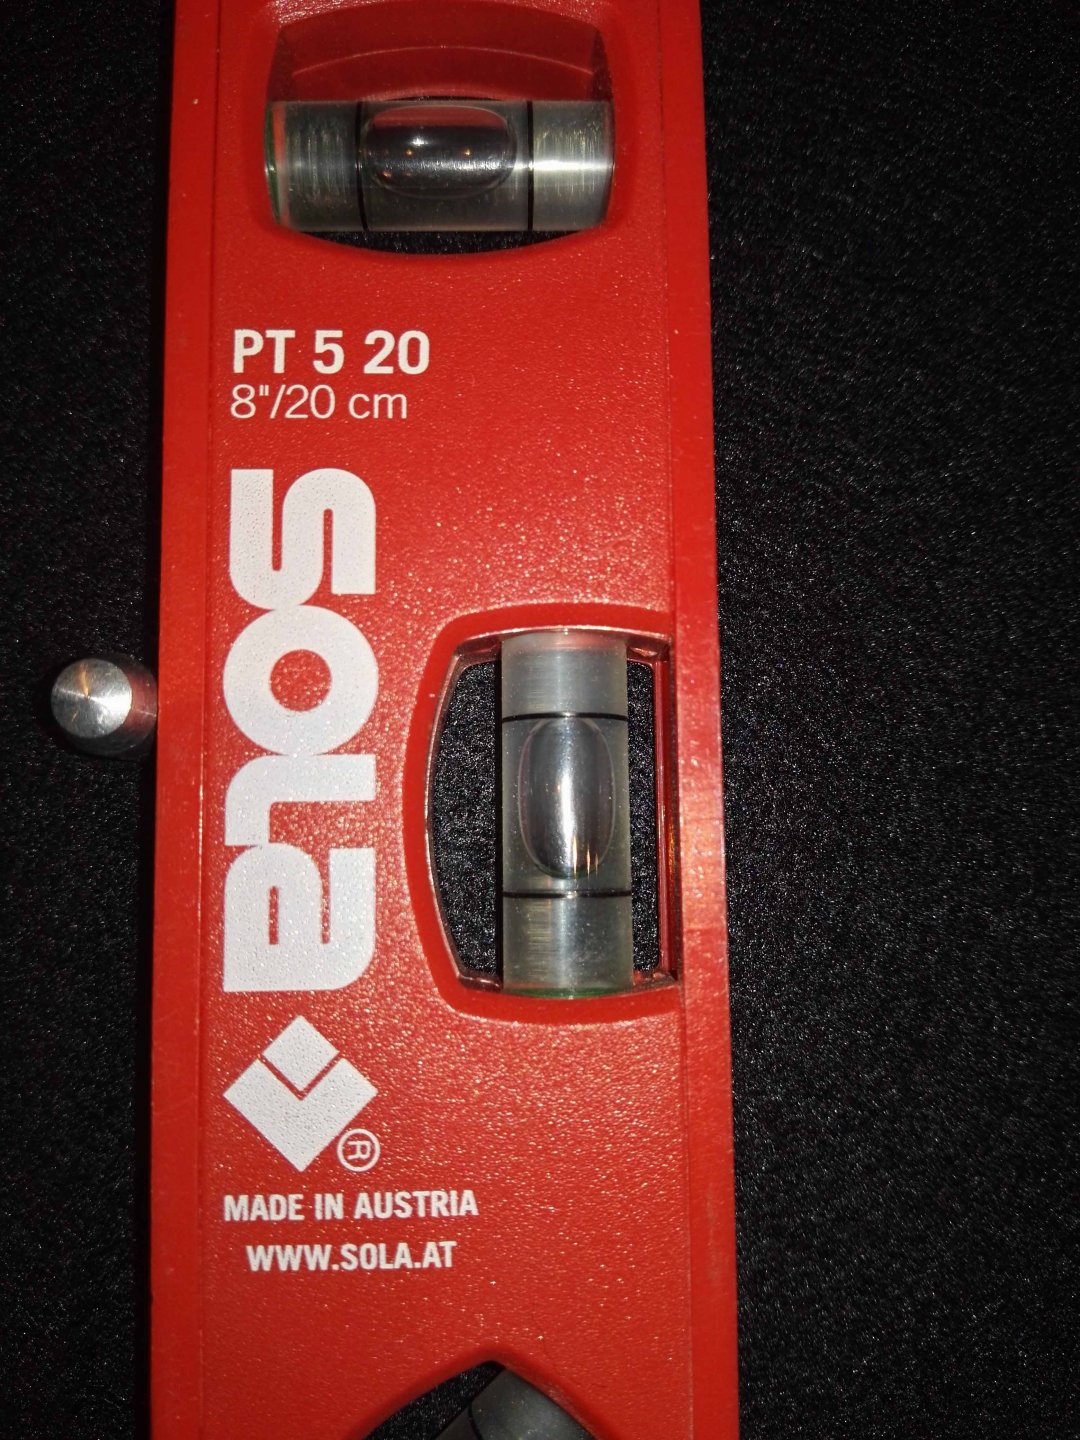 PT 5 20
8"/20 cm
SOLA
®
MADE IN AUSTRIA
WWW.SOLA.AT